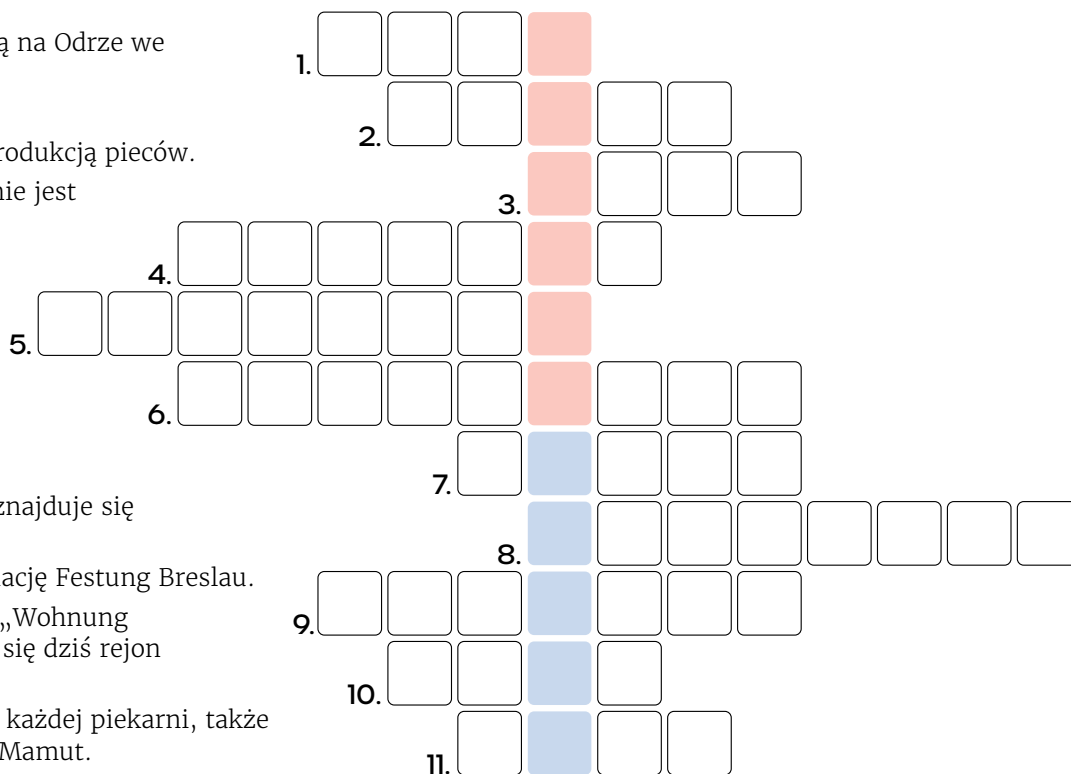 ą na Odrze we
1.
2.
rodukcją pieców.
nie jest
3.
4.
5.
6.
7.
znajduje się
8.
ację Festung Breslau.
„Wohnung
9.
się dziś rejon
10.
każdej piekarni, także
Mamut.
11.